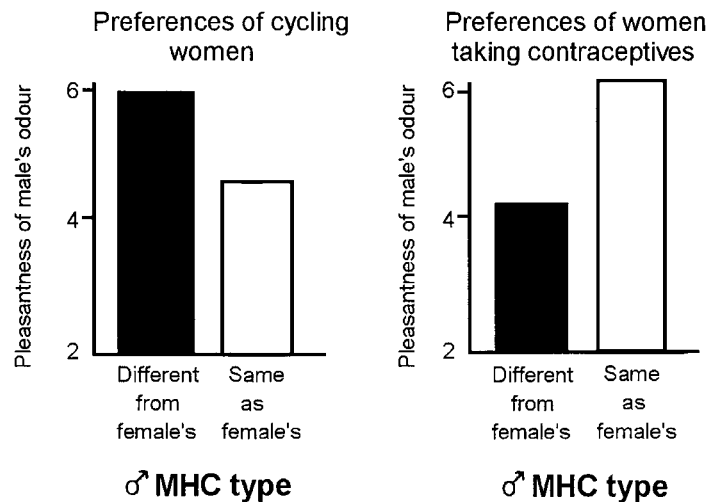 Preferences of cycling
women
Pleasantness of male's odour
6
4
2
Different
from
female's
Same
as
female's
♂ MHC type
Preferences of women
taking contraceptives
Pleasantness of male's odour
6
4
2
Different
from
female's
Same
as
female's
♂ MHC type